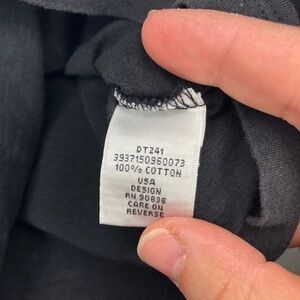 DT241
3937150960073
100% COTTON
USA
DESIGN
RN 90836
CARE ON
REVERSE